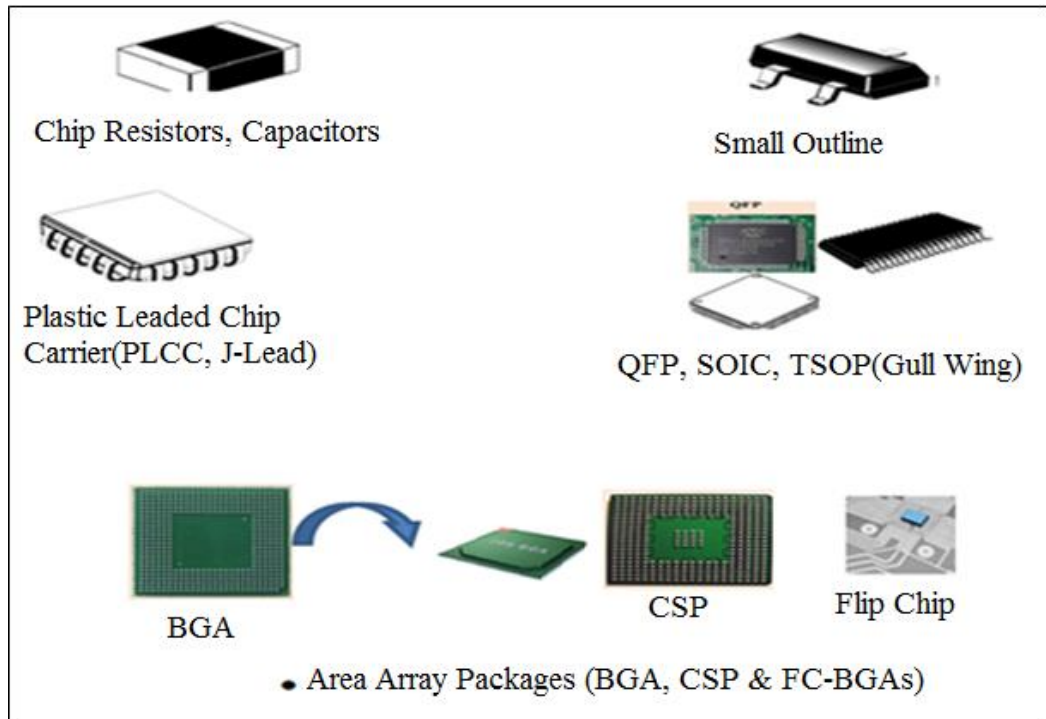 Chip Resistors, Capacitors
Small Outline
QFP
Plastic Leaded Chip
Carrier(PLCC, J-Lead)
QFP, SOIC, TSOP(Gull Wing)
BGA
CSP
Flip Chip
• Area Array Packages (BGA, CSP & FC-BGAs)